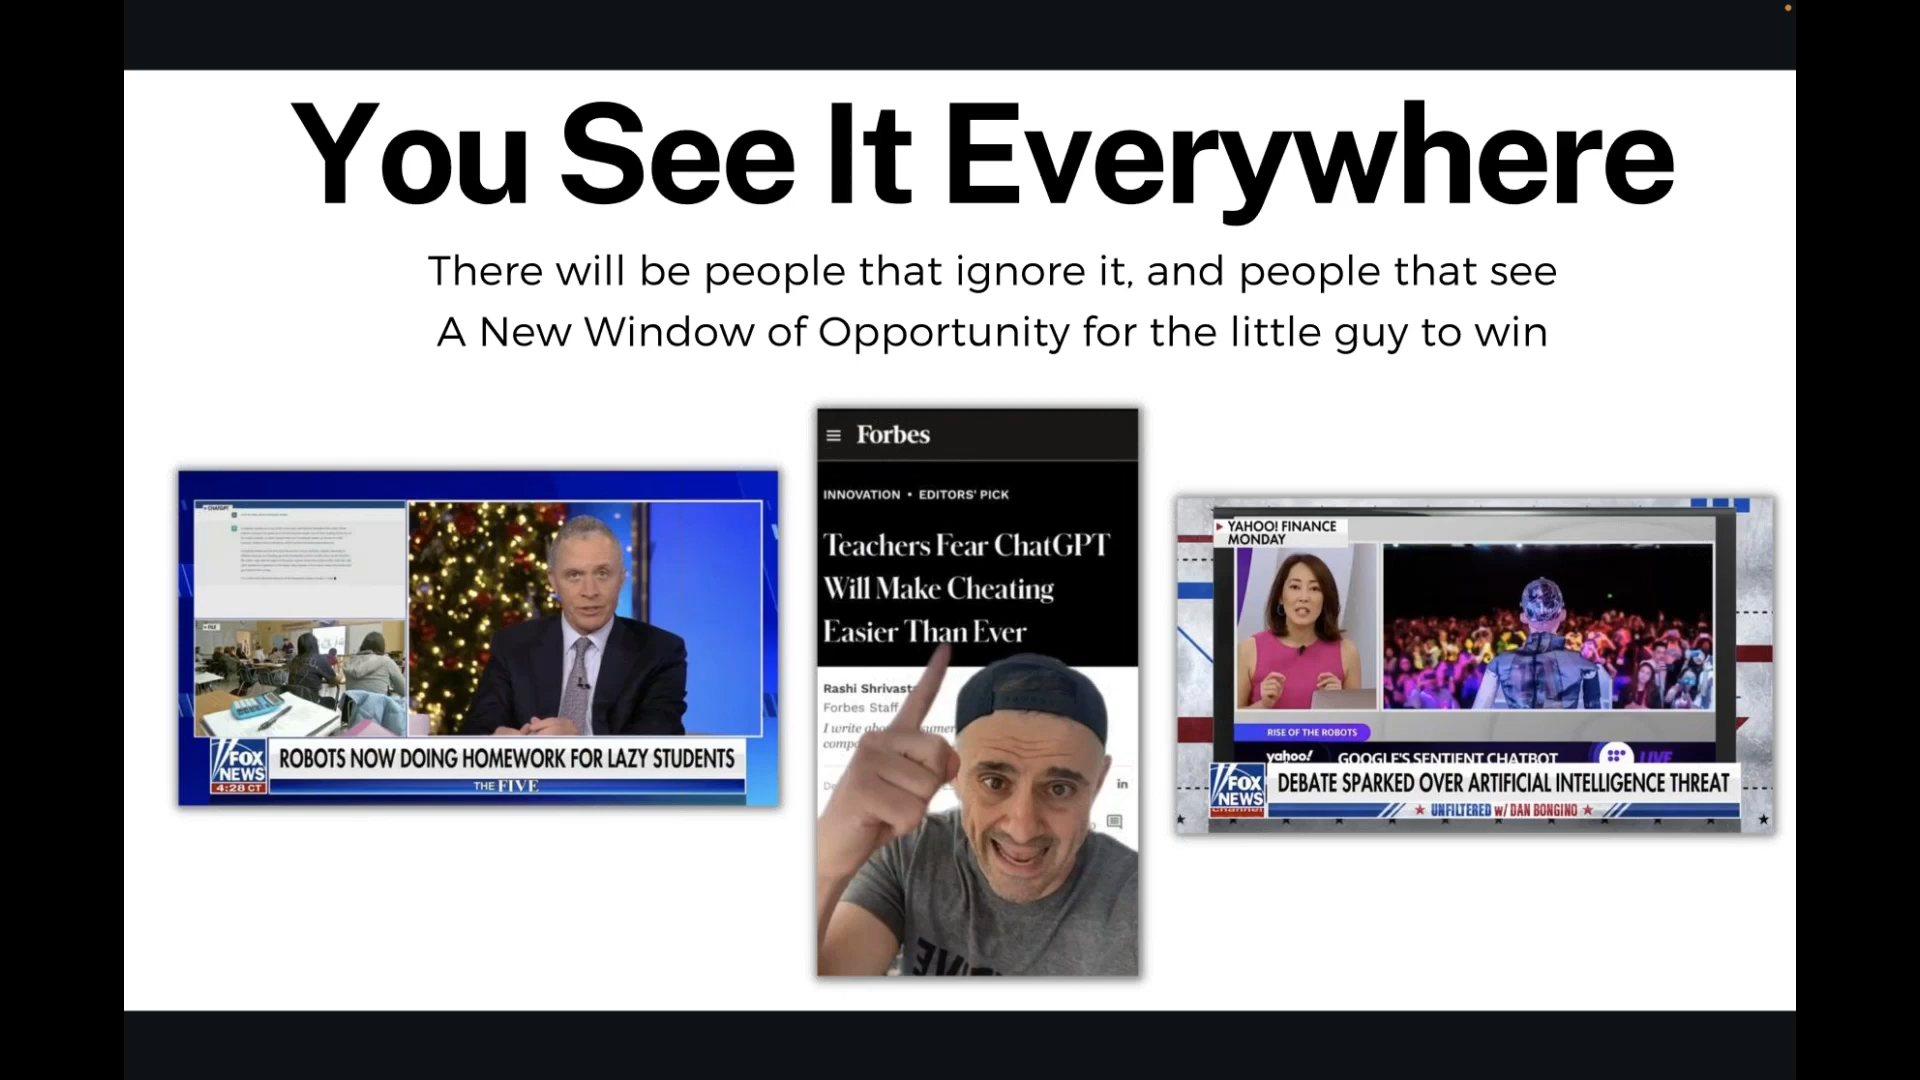 You See It Everywhere
There will be people that ignore it, and people that see
A New Window of Opportunity for the little guy to win
CHATGPT
FILE
FOX
NEWS
4:28 CT
ROBOTS NOW DOING HOMEWORK FOR LAZY STUDENTS
THE FIVE
Forbes
INNOVATION • EDITORS' PICK
Teachers Fear ChatGPT
Will Make Cheating
Easier Than Ever
Rashi Shrivast
Forbes Staff
I write
in
YAHOO! FINANCE
MONDAY
RISE OF THE ROBOTS
yahoo!
GOOGLE'S SENTIENT CHATBOT
LIVE
FOX
NEWS
channel
DEBATE SPARKED OVER ARTIFICIAL INTELLIGENCE THREAT
UNFILTERED w/ DAN BONGINO